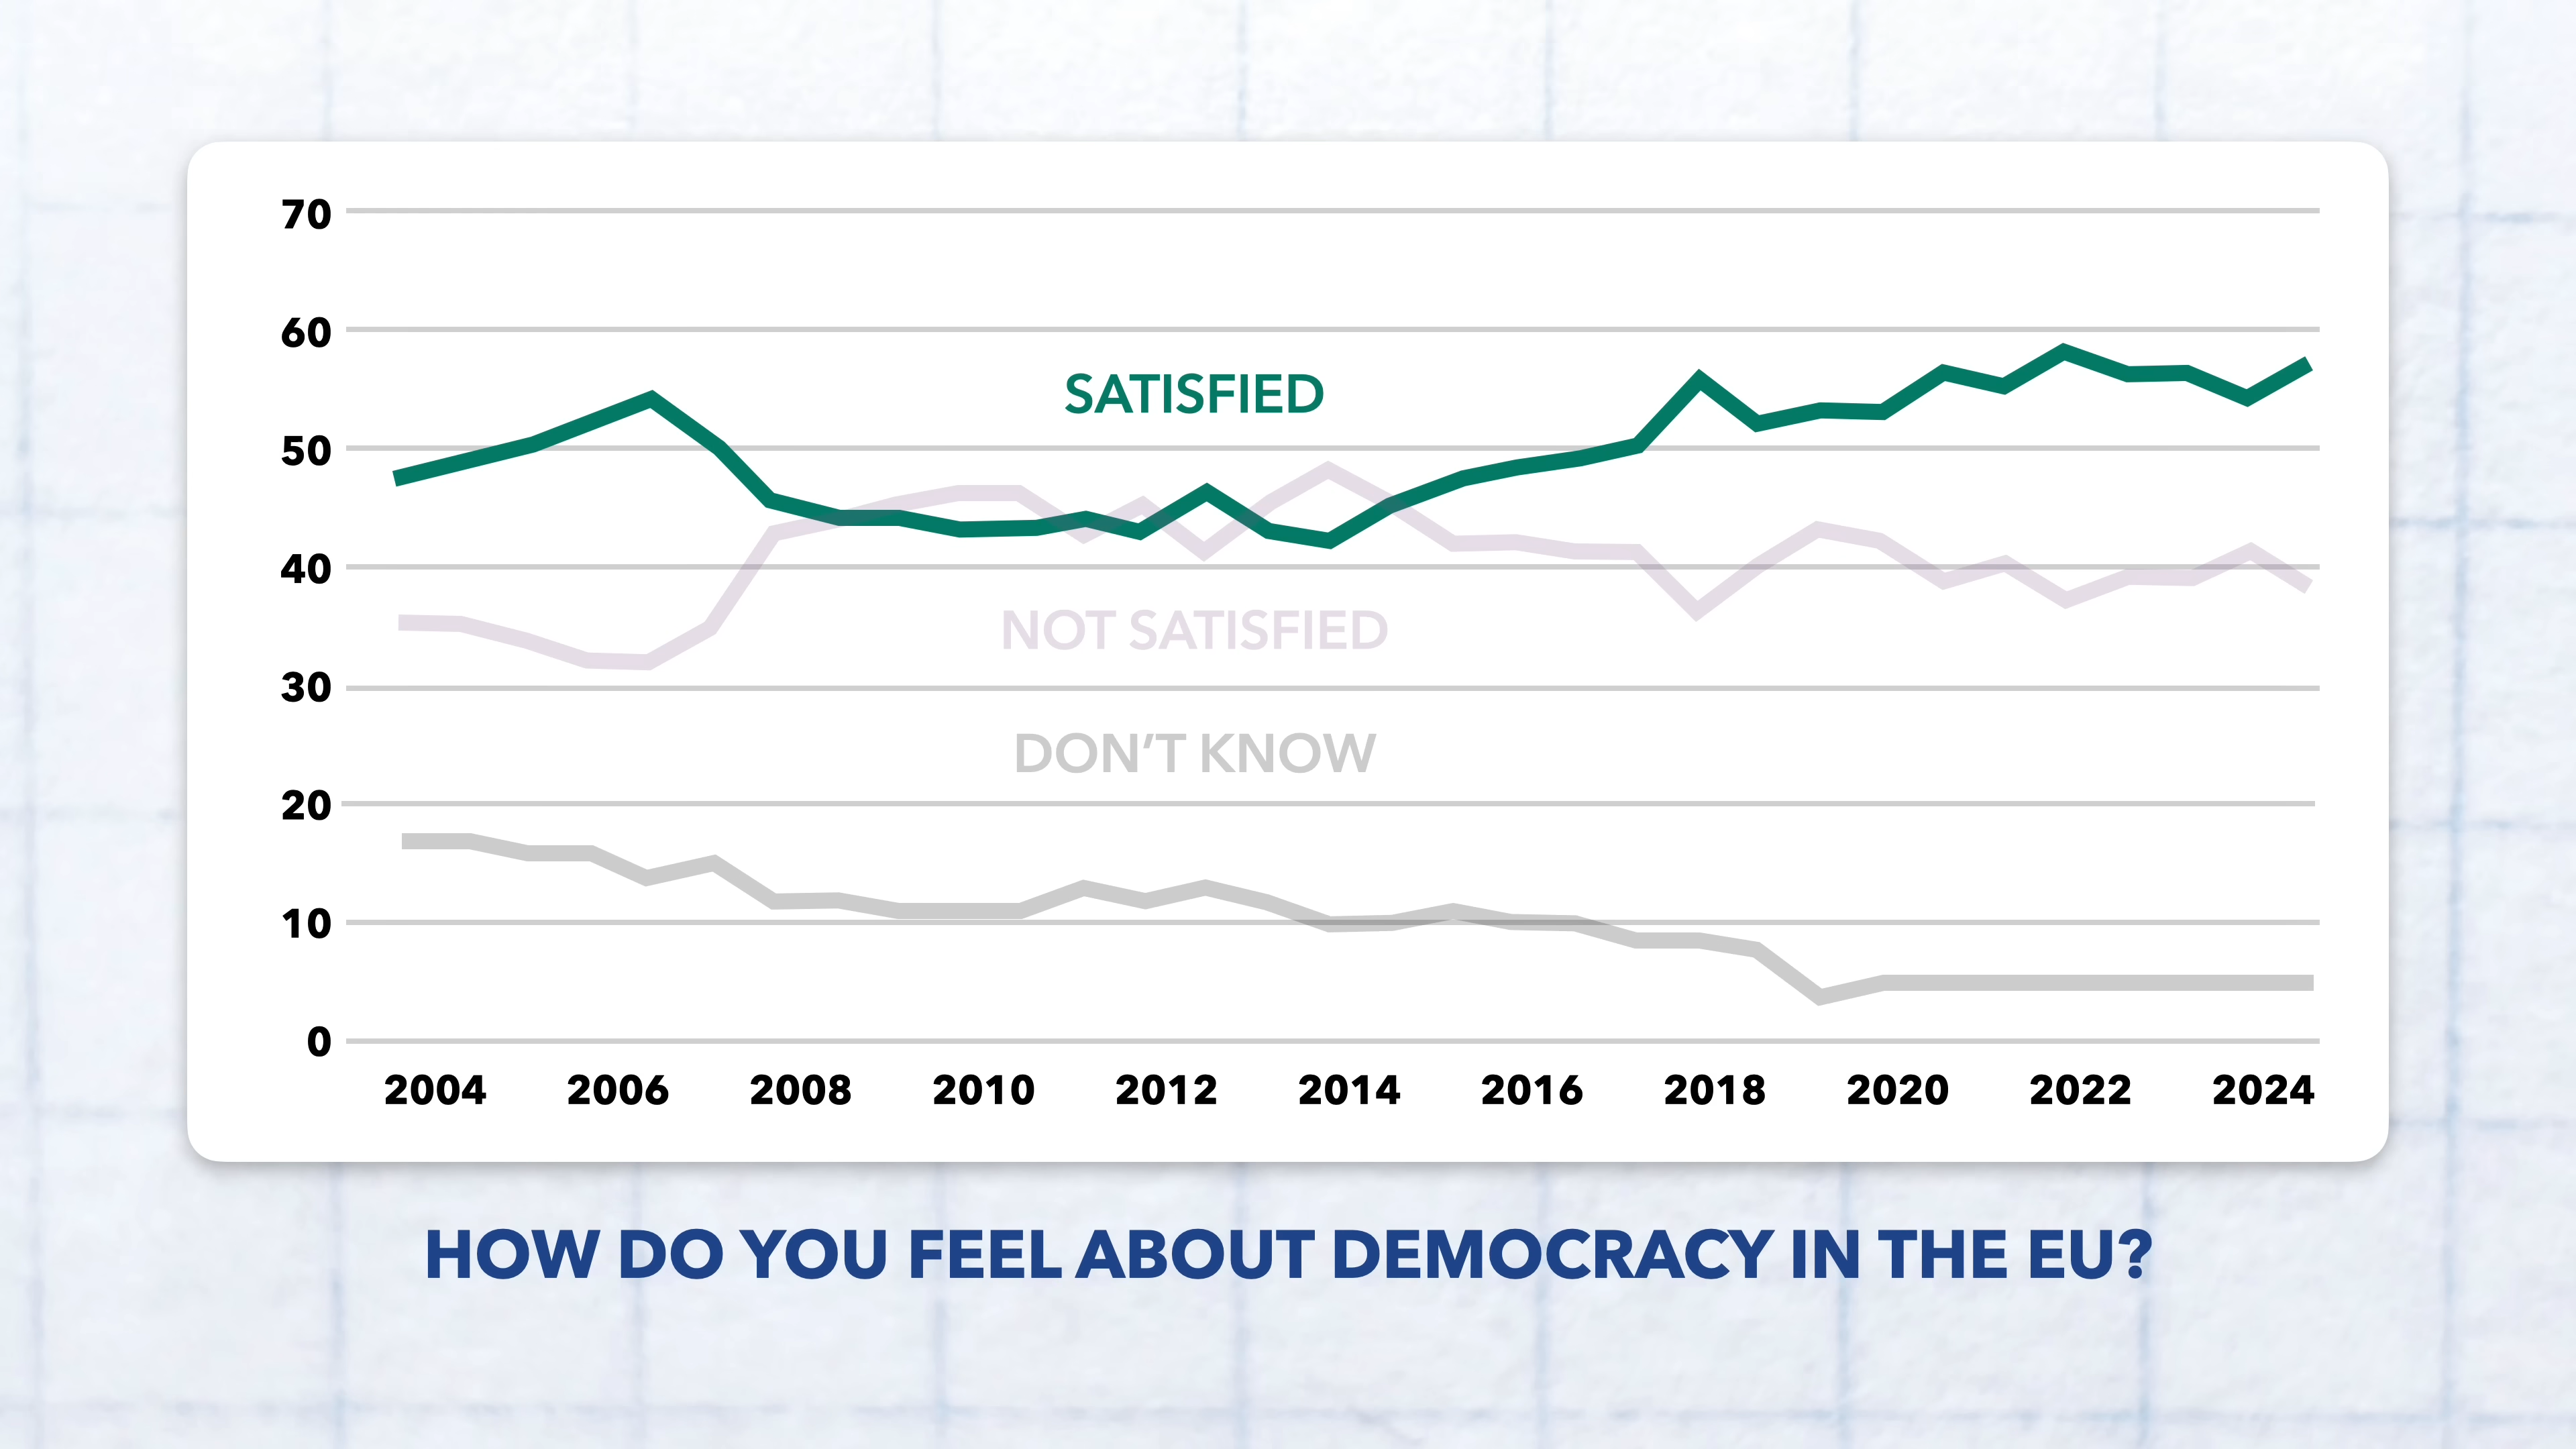 70
60
SATISFIED
50
40
NOT SATISFIED
30
DON’T KNOW
20
10
0
2004 2006 2008 2010 2012 2014 2016 2018 2020 2022 2024
HOW DO YOU FEEL ABOUT DEMOCRACY IN THE EU?